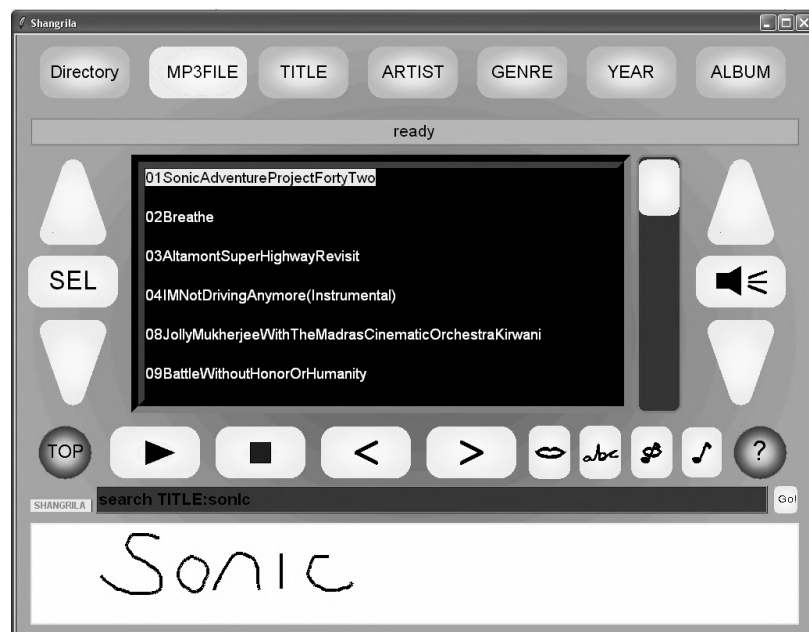 Shangrila
Directory MP3FILE TITLE ARTIST GENRE YEAR ALBUM
ready
01SonicAdventureProjectFortyTwo
02Breathe
03AltamontSuperHighwayRevisit
SEL
04IMNotDrivingAnymore(Instrumental)
08JollyMukherjeeWithTheMadrasCinematicOrchestraKirwani
09BattleWithoutHonorOrHumanity
TOP < > abc ?
SHANGRILA search TITLE:sonIc Go!
Sonic